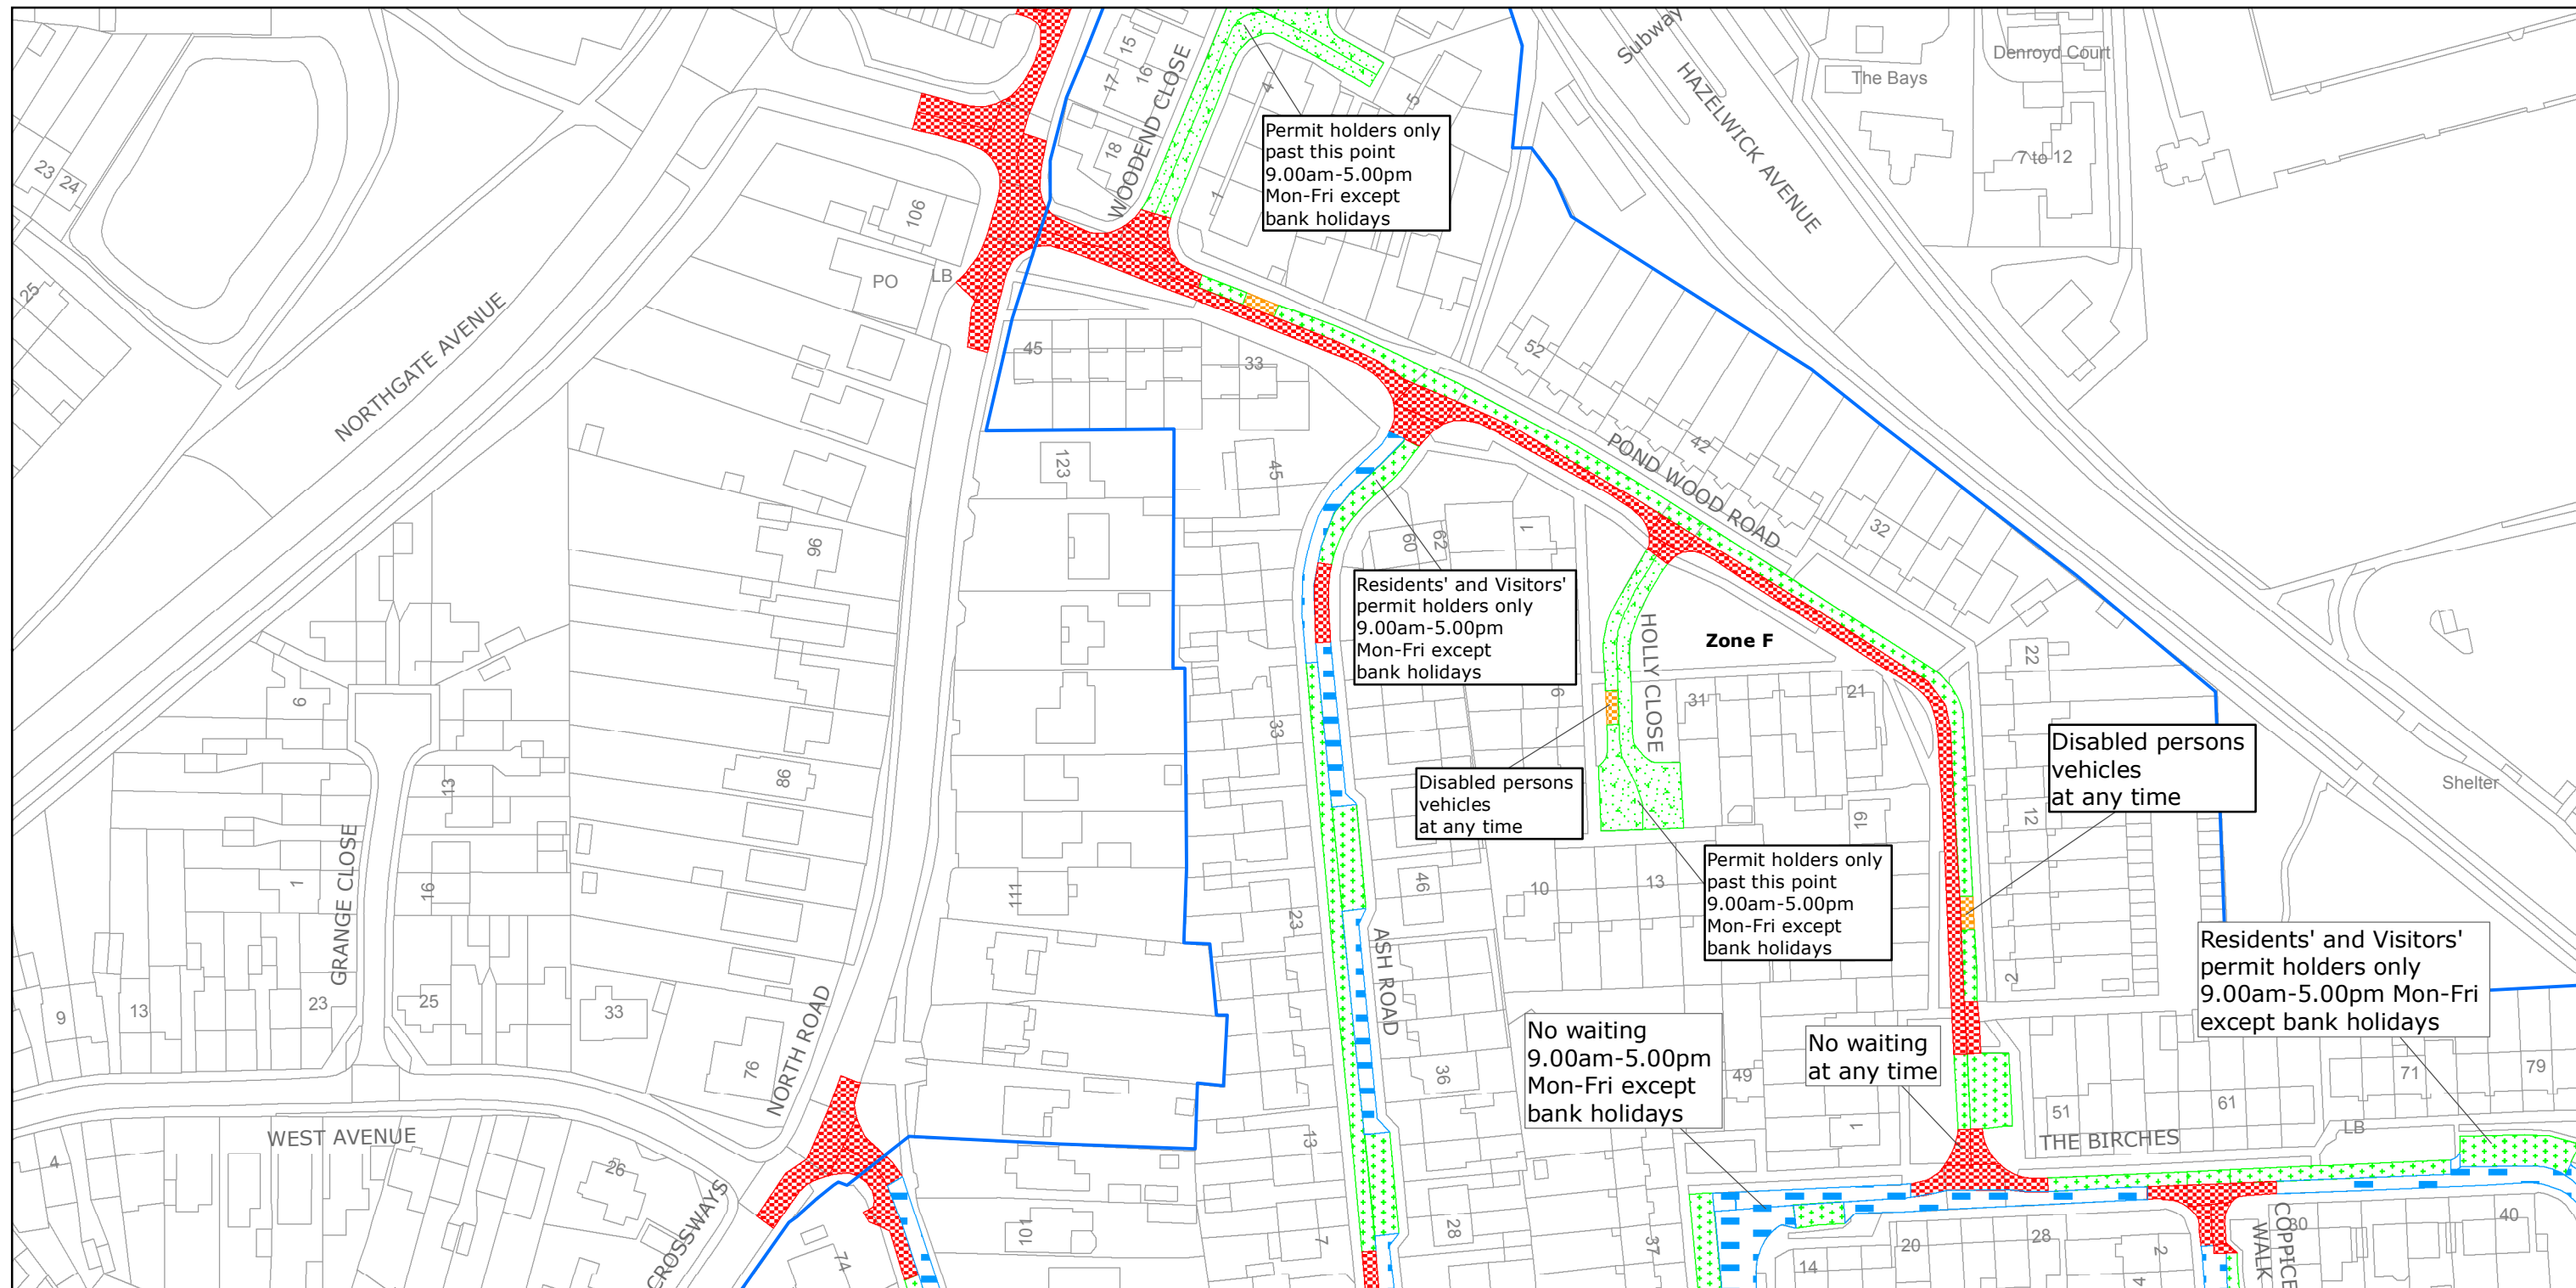 Subway
HAZELWICK AVENUE
Denroyd Court
The Bays
7 to 12
15
16
17
18
WOODEND CLOSE
4
5
1
Permit holders only
past this point
9.00am-5.00pm
Mon-Fri except
bank holidays
23
24
25
106
PO
LB
NORTHGATE AVENUE
45
33
52
42
POND WOOD ROAD
32
123
45
60
62
1
96
Residents' and Visitors'
permit holders only
9.00am-5.00pm
Mon-Fri except
bank holidays
HOLLY CLOSE
Zone F
22
6
6
31
21
33
86
13
Disabled persons
vehicles
at any time
Disabled persons
vehicles
at any time
Shelter
12
19
GRANGE CLOSE
1
16
111
46
10
13
Permit holders only
past this point
9.00am-5.00pm
Mon-Fri except
bank holidays
23
ASH ROAD
2
Residents' and Visitors'
permit holders only
9.00am-5.00pm Mon-Fri
except bank holidays
9
13
23
25
33
NORTH ROAD
76
36
No waiting
9.00am-5.00pm
Mon-Fri except
bank holidays
49
No waiting
at any time
71
79
51
61
WEST AVENUE
13
1
THE BIRCHES
LB
4
26
CROSSWAYS
74
101
7
28
37
14
20
28
2
4
COPPICE
WALK
30
40